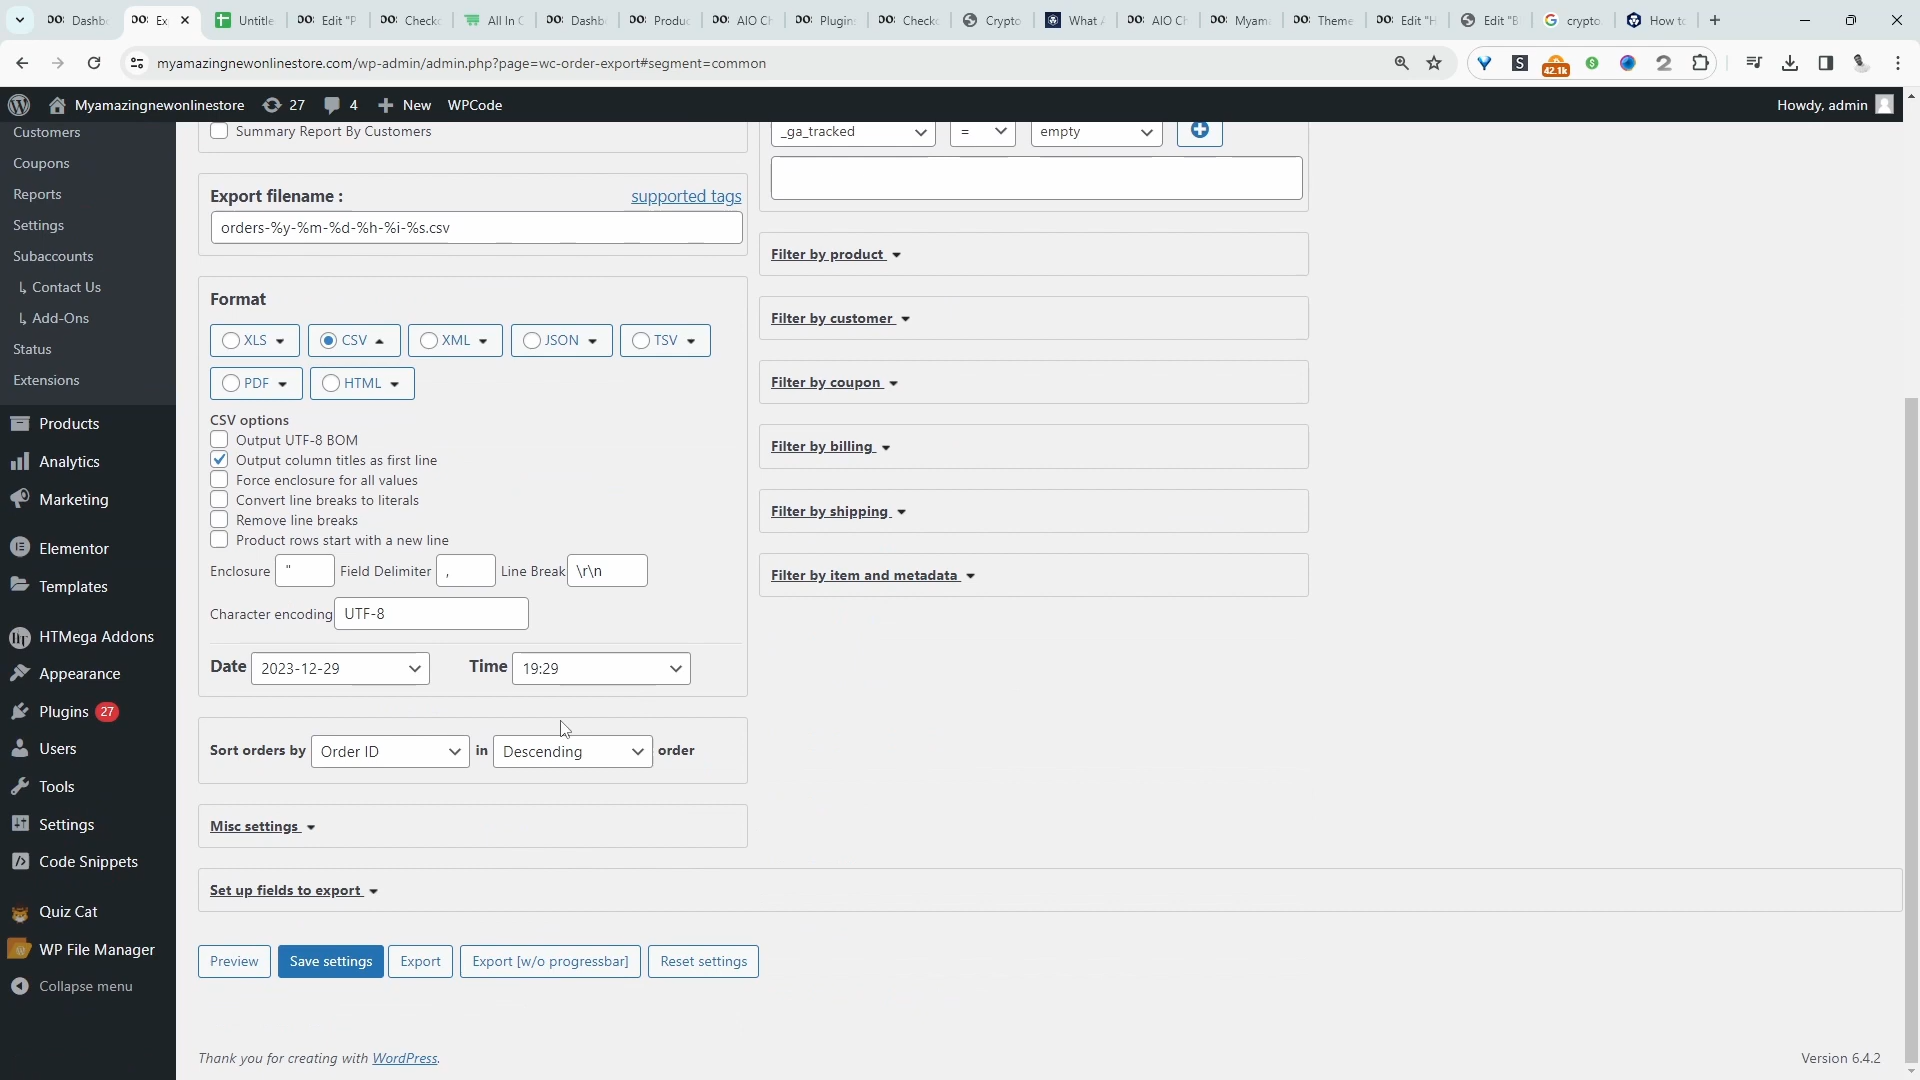 Dashbo
Ex
Untitle
Edit "P
Checko
All In C
Dashbo
Produc
AIO Ch
Plugins
Checko
Crypto
What A
AIO Ch
Myama
Theme
Edit "H
Edit "B
crypto
How to
myamazingnewonlinestore.com/wp-admin/admin.php?page=wc-order-export#segment=common
42.1k
Myamazingnewonlinestore 27 4 New WPCode
Howdy, admin
Customers
Coupons
Reports
Settings
Subaccounts
↳ Contact Us
↳ Add-Ons
Status
Extensions
Products
Analytics
Marketing
Elementor
Templates
HTMega Addons
Appearance
Plugins 27
Users
Tools
Settings
Code Snippets
Quiz Cat
WP File Manager
Collapse menu
Summary Report By Customers
Export filename : supported tags
orders-%y-%m-%d-%h-%i-%s.csv
Format
XLS CSV XML JSON TSV
PDF HTML
CSV options
Output UTF-8 BOM
Output column titles as first line
Force enclosure for all values
Convert line breaks to literals
Remove line breaks
Product rows start with a new line
Enclosure " Field Delimiter , Line Break \r\n
Character encoding UTF-8
Date 2023-12-29 Time 19:29
Sort orders by Order ID in Descending order
Misc settings
Set up fields to export
Preview Save settings Export Export [w/o progressbar] Reset settings
_ga_tracked = empty
Filter by product
Filter by customer
Filter by coupon
Filter by billing
Filter by shipping
Filter by item and metadata
Thank you for creating with WordPress.
Version 6.4.2